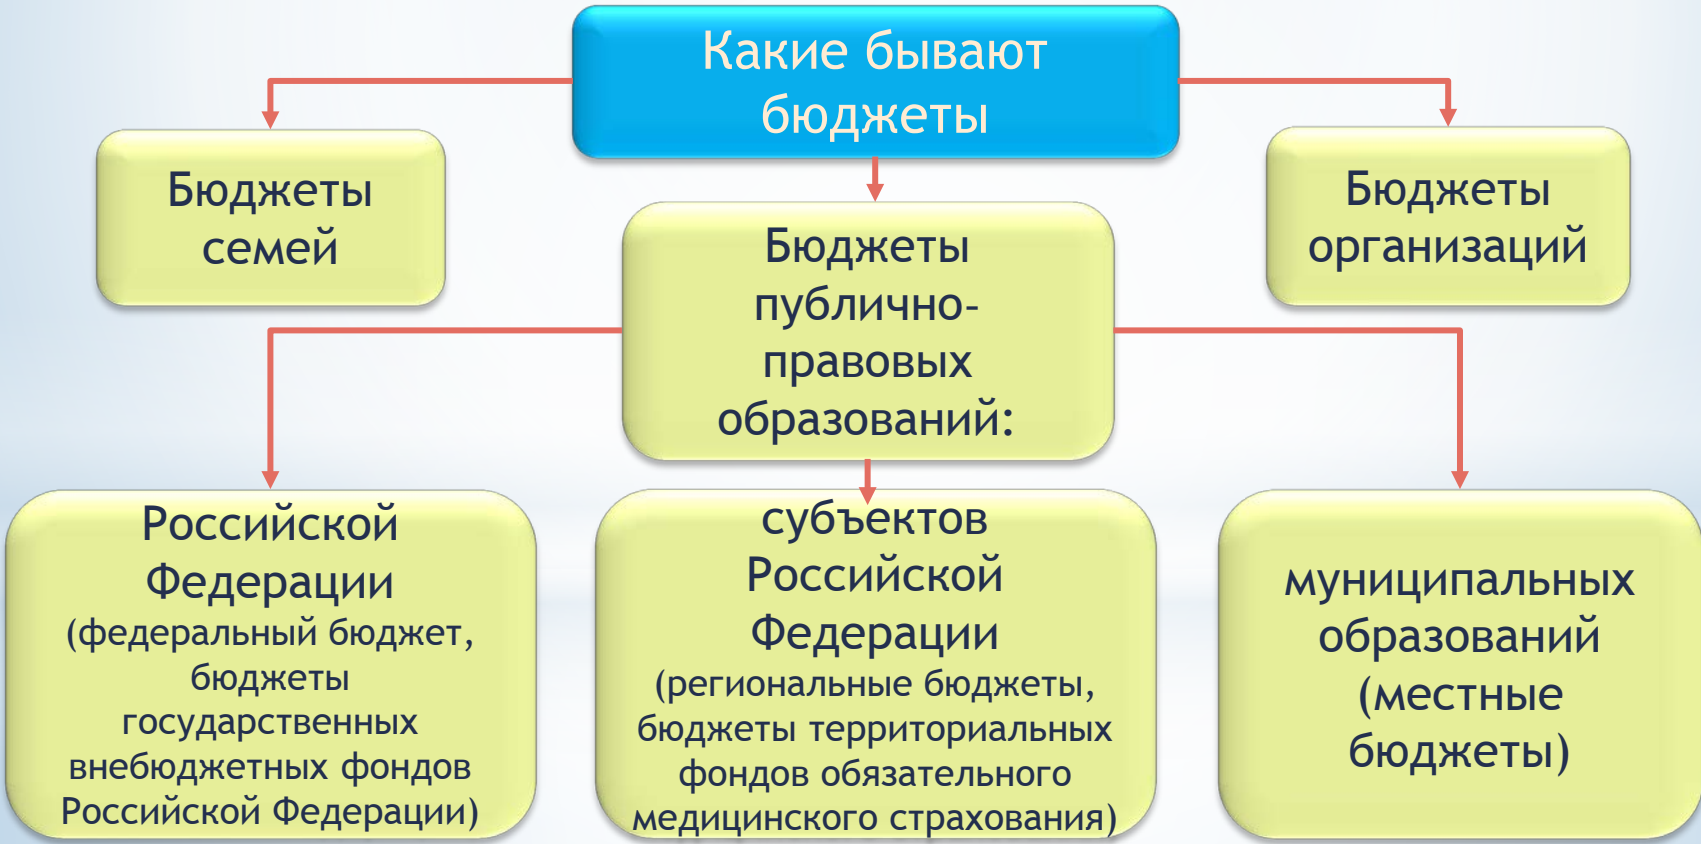 Какие бывают
бюджеты
Бюджеты
семей
Бюджеты
организаций
Бюджеты
публично-
правовых
образований:
Российской
Федерации
(федеральный бюджет,
бюджеты
государственных
внебюджетных фондов
Российской Федерации)
субъектов
Российской
Федерации
(региональные бюджеты,
бюджеты территориальных
фондов обязательного
медицинского страхования)
муниципальных
образований
(местные
бюджеты)